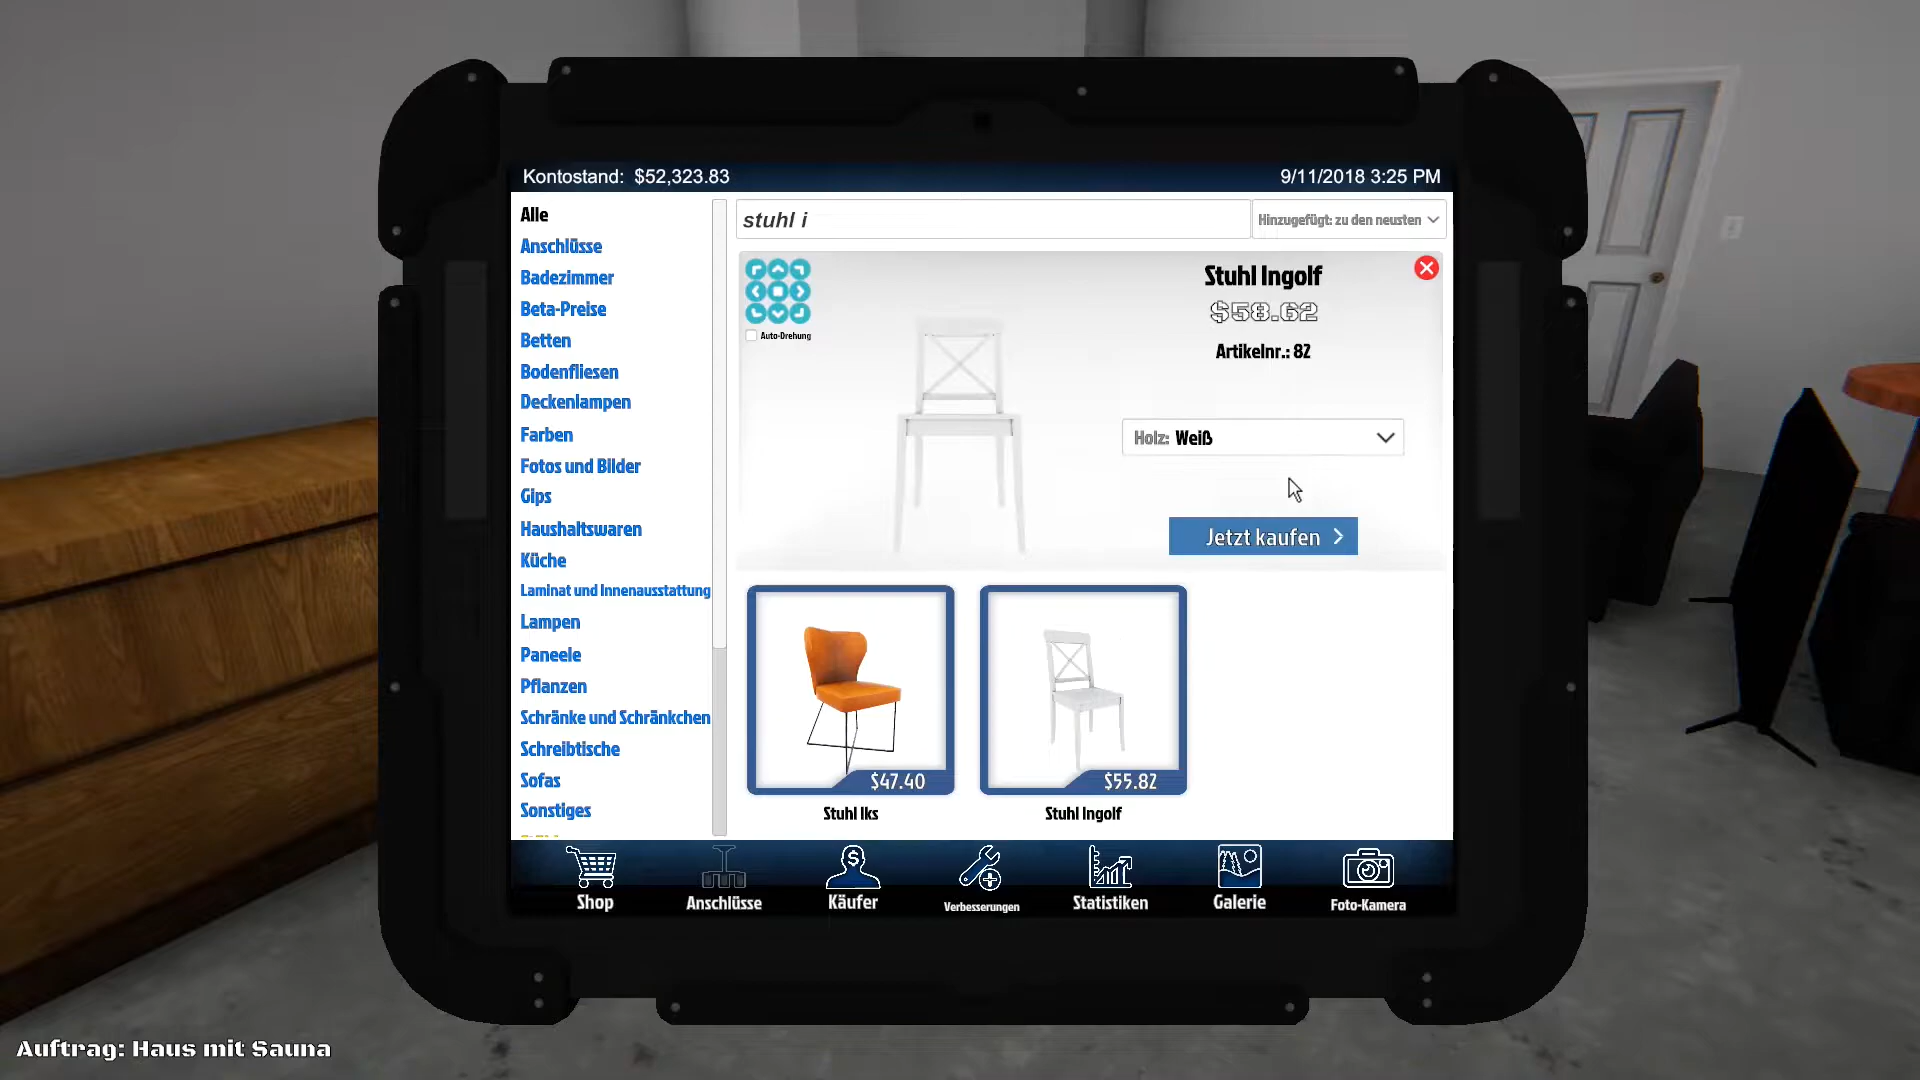 Kontostand: $52,323.83
9/11/2018 3:25 PM
Alle
Anschlüsse
Badezimmer
Beta-Preise
Betten
Bodenfliesen
Deckenlampen
Farben
Fotos und Bilder
Gips
Haushaltswaren
Küche
Laminat und Innenausstattung
Lampen
Paneele
Pflanzen
Schränke und Schränkchen
Schreibtische
Sofas
Sonstiges
stuhl i
Hinzugefügt: zu den neusten
Auto-Drehung
Stuhl Ingolf
$58.62
Artikelnr.: 82
Holz: Weiß
Jetzt kaufen
$47.40
Stuhl Iks
$55.82
Stuhl Ingolf
Shop
Anschlüsse
Käufer
Verbesserungen
Statistiken
Galerie
Foto-Kamera
Auftrag: Haus mit Sauna